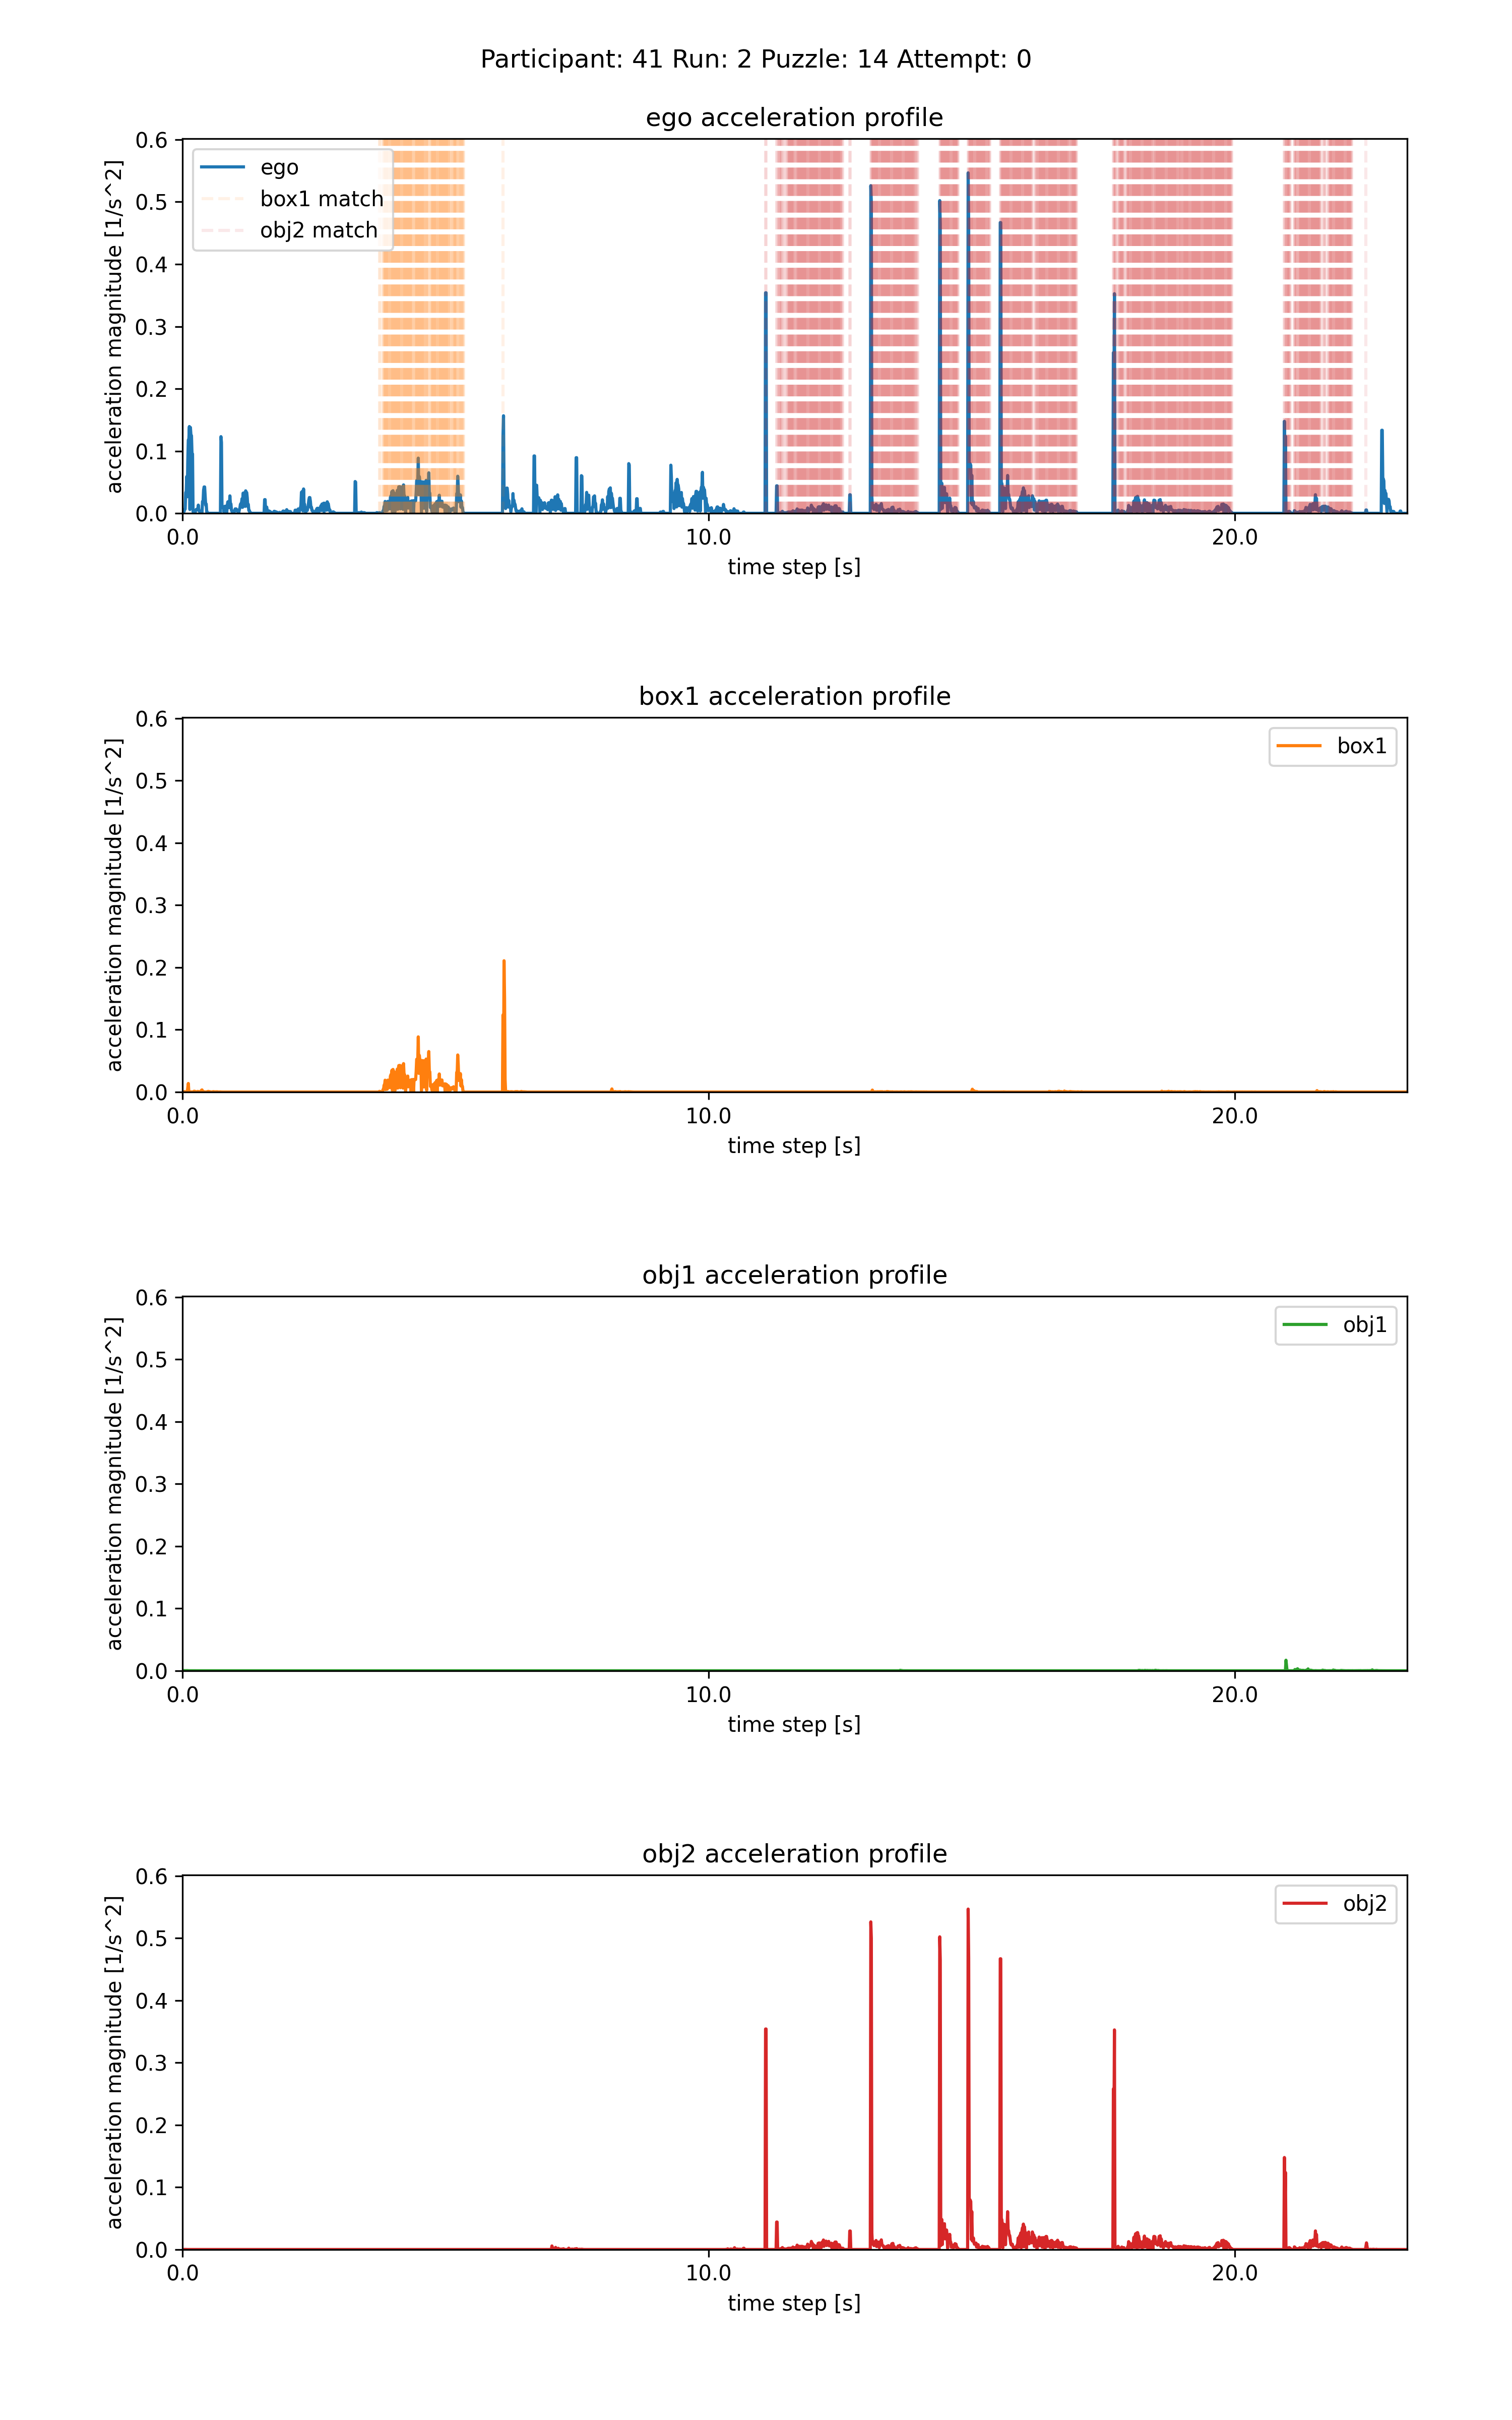 Participant: 41 Run: 2 Puzzle: 14 Attempt: 0
ego acceleration profile
acceleration magnitude [1/s^2]
0.6
0.5
0.4
0.3
0.2
0.1
0.0
ego
box1 match
obj2 match
0.0 10.0 20.0
time step [s]
box1 acceleration profile
acceleration magnitude [1/s^2]
0.6
0.5
0.4
0.3
0.2
0.1
0.0
box1
0.0 10.0 20.0
time step [s]
obj1 acceleration profile
acceleration magnitude [1/s^2]
0.6
0.5
0.4
0.3
0.2
0.1
0.0
obj1
0.0 10.0 20.0
time step [s]
obj2 acceleration profile
acceleration magnitude [1/s^2]
0.6
0.5
0.4
0.3
0.2
0.1
0.0
obj2
0.0 10.0 20.0
time step [s]